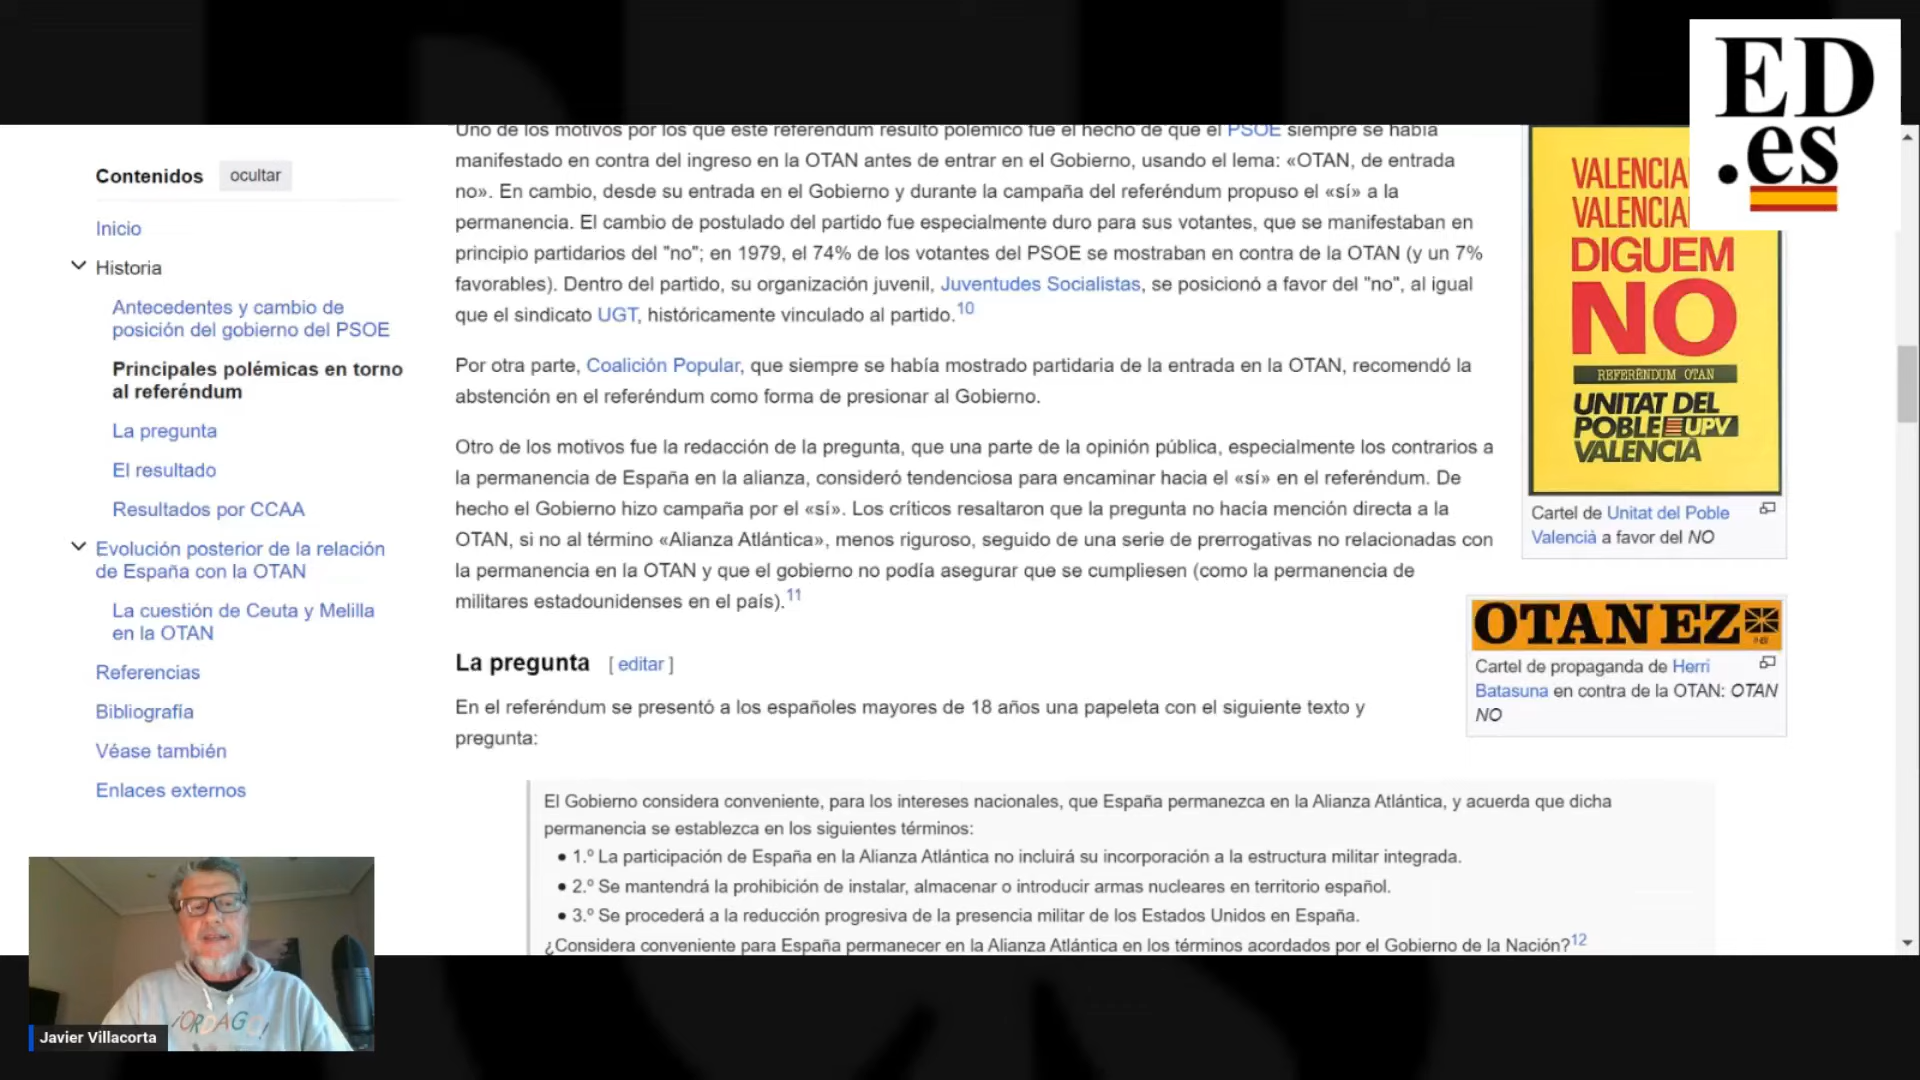 ED
.es
Contenidos ocultar
Inicio
Historia
Antecedentes y cambio de
posición del gobierno del PSOE
Principales polémicas en torno
al referéndum
La pregunta
El resultado
Resultados por CCAA
Evolución posterior de la relación
de España con la OTAN
La cuestión de Ceuta y Melilla
en la OTAN
Referencias
Bibliografía
Véase también
Enlaces externos
Uno de los motivos por los que este referéndum resultó polémico fue el hecho de que el PSOE siempre se había
manifestado en contra del ingreso en la OTAN antes de entrar en el Gobierno, usando el lema: «OTAN, de entrada
no». En cambio, desde su entrada en el Gobierno y durante la campaña del referéndum propuso el «sí» a la
permanencia. El cambio de postulado del partido fue especialmente duro para sus votantes, que se manifestaban en
principio partidarios del "no"; en 1979, el 74% de los votantes del PSOE se mostraban en contra de la OTAN (y un 7%
favorables). Dentro del partido, su organización juvenil, Juventudes Socialistas, se posicionó a favor del "no", al igual
que el sindicato UGT, históricamente vinculado al partido.10
Por otra parte, Coalición Popular, que siempre se había mostrado partidaria de la entrada en la OTAN, recomendó la
abstención en el referéndum como forma de presionar al Gobierno.
Otro de los motivos fue la redacción de la pregunta, que una parte de la opinión pública, especialmente los contrarios a
la permanencia de España en la alianza, consideró tendenciosa para encaminar hacia el «sí» en el referéndum. De
hecho el Gobierno hizo campaña por el «sí». Los críticos resaltaron que la pregunta no hacía mención directa a la
OTAN, si no al término «Alianza Atlántica», menos riguroso, seguido de una serie de prerrogativas no relacionadas con
la permanencia en la OTAN y que el gobierno no podía asegurar que se cumpliesen (como la permanencia de
militares estadounidenses en el país).11
La pregunta [ editar ]
En el referéndum se presentó a los españoles mayores de 18 años una papeleta con el siguiente texto y
pregunta:
El Gobierno considera conveniente, para los intereses nacionales, que España permanezca en la Alianza Atlántica, y acuerda que dicha
permanencia se establezca en los siguientes términos:
• 1.º La participación de España en la Alianza Atlántica no incluirá su incorporación a la estructura militar integrada.
• 2.º Se mantendrá la prohibición de instalar, almacenar o introducir armas nucleares en territorio español.
• 3.º Se procederá a la reducción progresiva de la presencia militar de los Estados Unidos en España.
¿Considera conveniente para España permanecer en la Alianza Atlántica en los términos acordados por el Gobierno de la Nación?12
VALENCIA
VALENCIA
DIGUEM
NO
REFERÈNDUM OTAN
UNITAT DEL
POBLE UPV
VALENCIÀ
Cartel de Unitat del Poble
Valencià a favor del NO
OTAN EZ
Cartel de propaganda de Herri
Batasuna en contra de la OTAN: OTAN
NO
¡ORDAGO!
Javier Villacorta